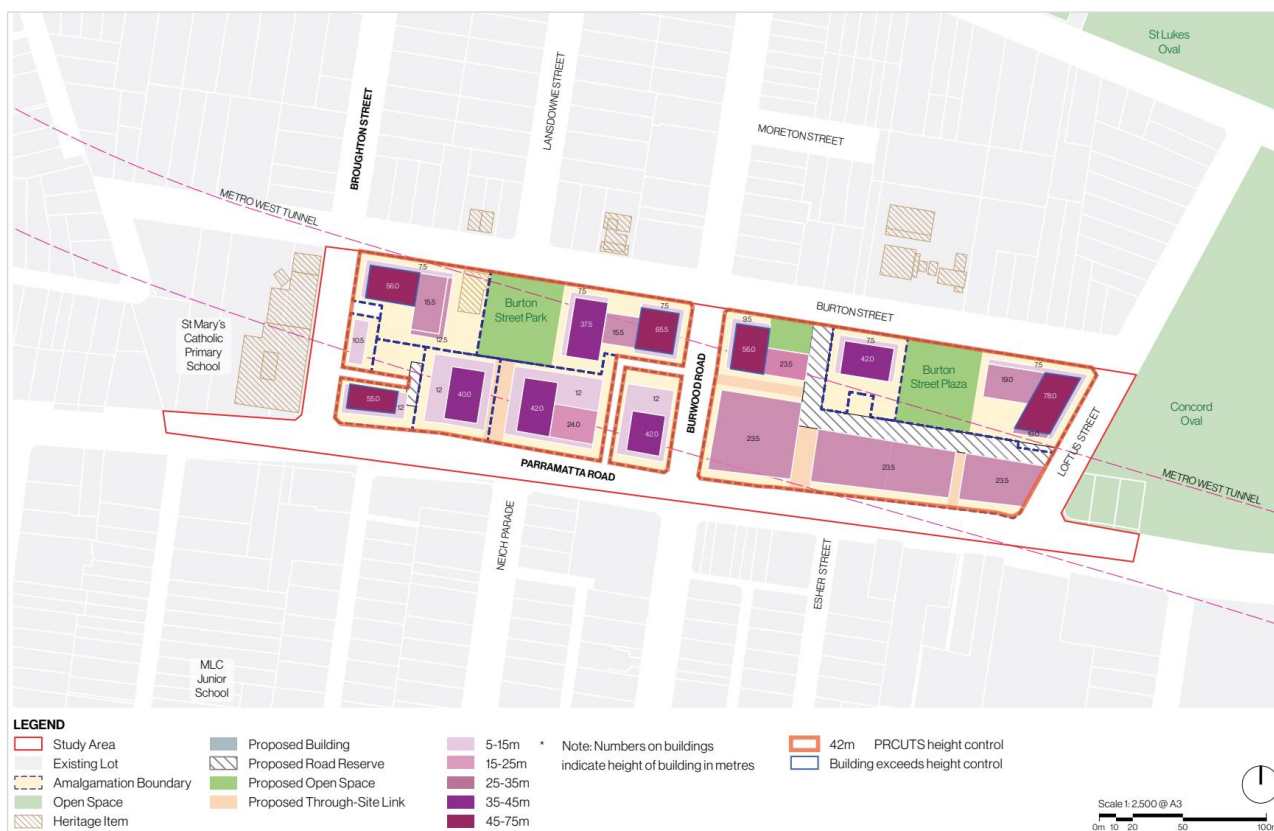 St Lukes
Oval
LANSDOWNE STREET
BROUGHTON STREET
MORETON STREET
METRO WEST TUNNEL
BURTON STREET
St Mary's
Catholic
Primary
School
7.5
56.0
15.5
12.5
10.5
Burton
Street Park
7.5
37.5
15.5
7.5
65.5
BURWOOD ROAD
9.5
56.0
23.5
7.5
42.0
Burton
Street Plaza
7.5
19.0
78.0
19.0
LOFTUS STREET
Concord
Oval
METRO WEST TUNNEL
55.0
12
12
40.0
42.0
12
24.0
12
42.0
23.5
23.5
23.5
PARRAMATTA ROAD
NEICH PARADE
ESHER STREET
MLC
Junior
School
LEGEND
Study Area
Existing Lot
Amalgamation Boundary
Open Space
Heritage Item
Proposed Building
Proposed Road Reserve
Proposed Open Space
Proposed Through-Site Link
5-15m
15-25m
25-35m
35-45m
45-75m
* Note: Numbers on buildings
indicate height of building in metres
42m PRCUTS height control
Building exceeds height control
Scale 1: 2,500 @ A3
0m 10 20 50 100m